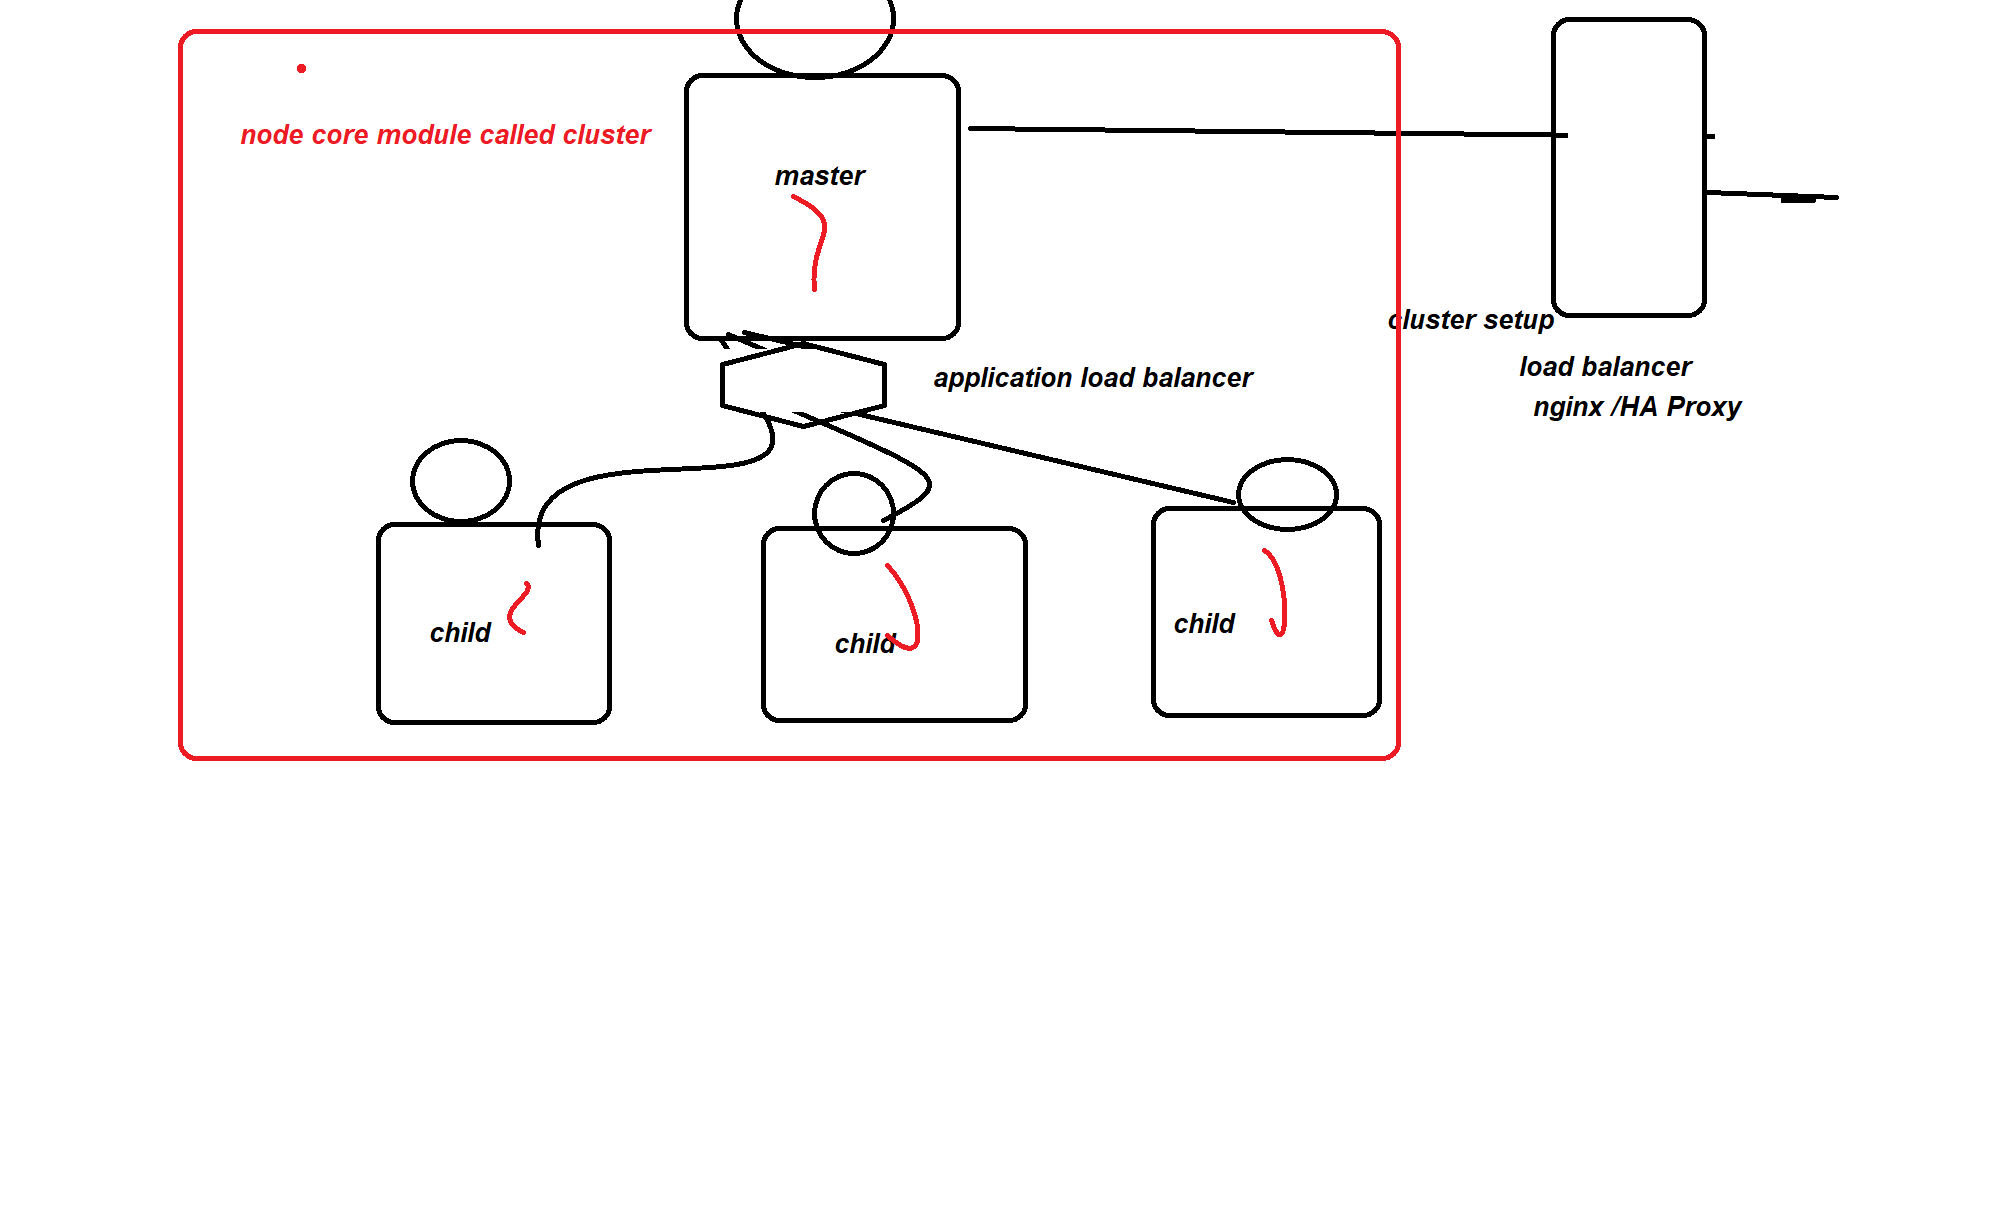 node core module called cluster
master
cluster setup
application load balancer
load balancer
nginx /HA Proxy
child
child
child